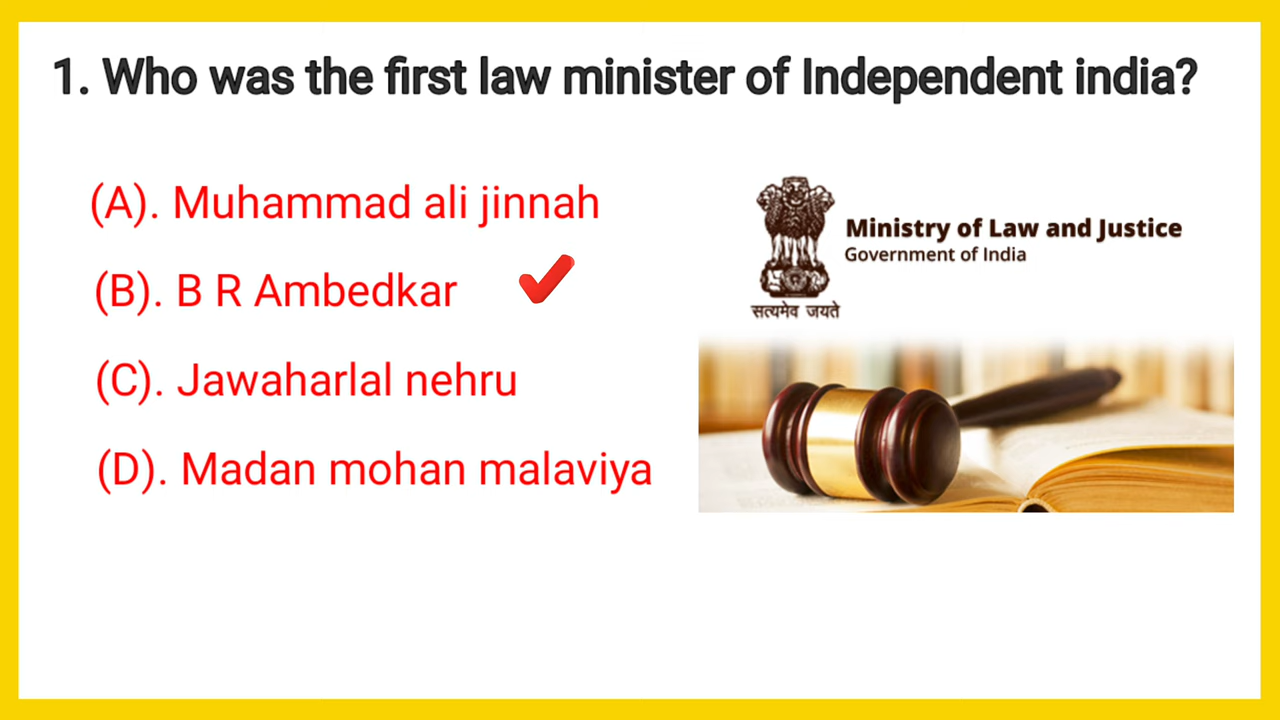 1. Who was the first law minister of Independent india?
(A). Muhammad ali jinnah
(B). B R Ambedkar
(C). Jawaharlal nehru
(D). Madan mohan malaviya
Ministry of Law and Justice
Government of India
सत्यमेव जयते